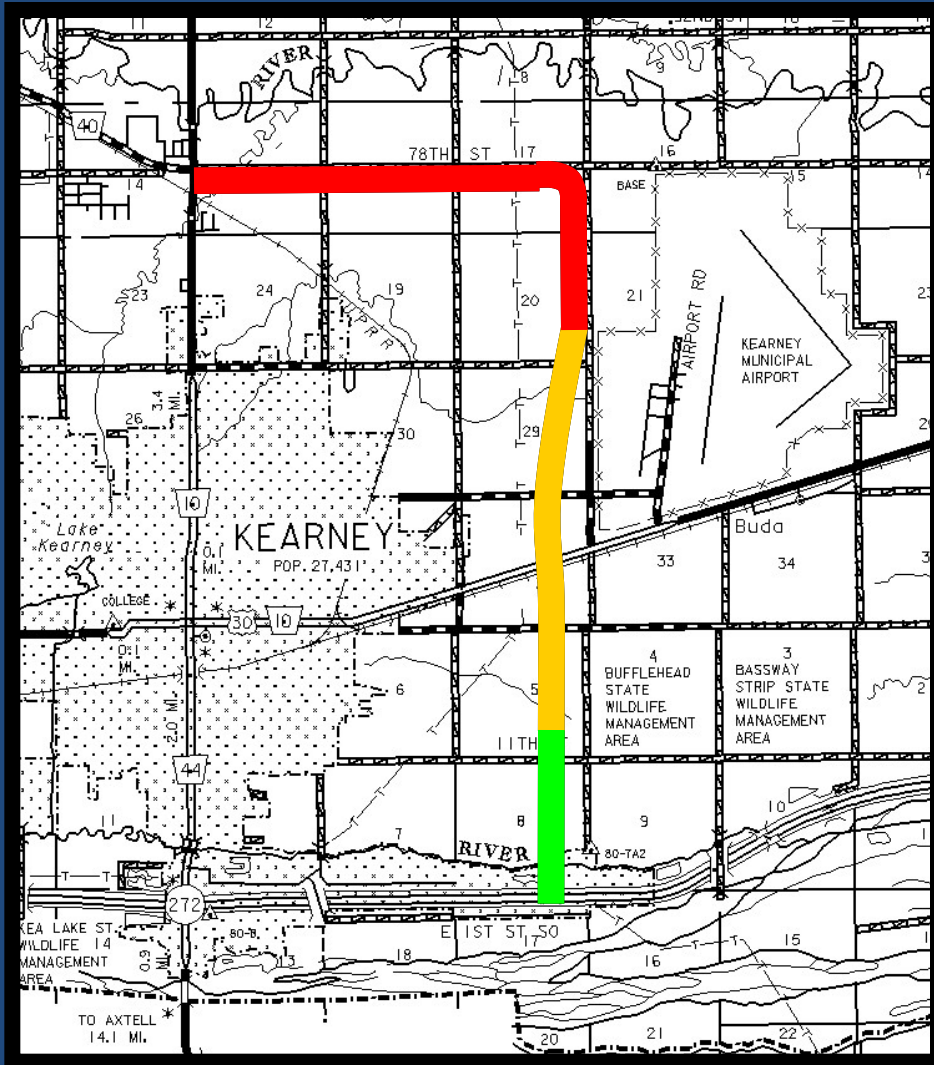 11
12
RIVER
8
9
40
78TH ST 17
16
14
15
BASE
23
24
19
20
21
AIRPORT RD
KEARNEY
MUNICIPAL
AIRPORT
3.4
MI.
26
30
29
10
Lake
Kearney
KEARNEY
POP. 27,431
0.1
MI.
Buda
33
34
COLLEGE
30
10
0.1
MI.
6
5
4
BUFFLEHEAD
STATE
WILDLIFE
MANAGEMENT
AREA
3
BASSWAY
STRIP STATE
WILDLIFE
MANAGEMENT
AREA
2.0 MI.
11TH
44
11
7
8
9
10
RIVER
80-TA2
272
E 1ST ST SO
KEA LAKE ST
WILDLIFE 14
MANAGEMENT
AREA
0.9
MI.
80-B
13
18
17
16
15
TO AXTELL
14.1 MI.
20
21
22